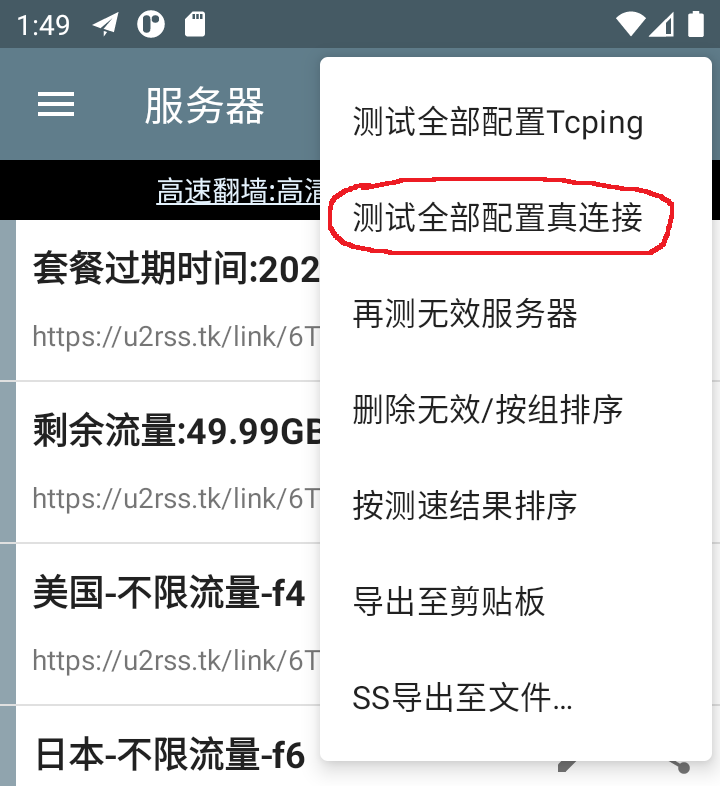 1:49
服务器
高速翻墙:高清
套餐过期时间:202
https://u2rss.tk/link/6T
剩余流量:49.99GB
https://u2rss.tk/link/6T
美国-不限流量-f4
https://u2rss.tk/link/6T
日本-不限流量-f6
测试全部配置Tcping
测试全部配置真连接
再测无效服务器
删除无效/按组排序
按测速结果排序
导出至剪贴板
SS导出至文件...